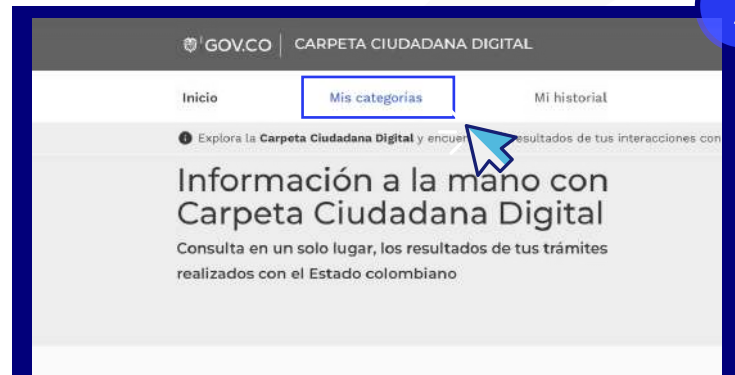 GOV.CO | CARPETA CIUDADANA DIGITAL
Inicio Mis categorías Mi historial
Explora la Carpeta Ciudadana Digital y encuen esultados de tus interacciones con
Información a la mano con
Carpeta Ciudadana Digital
Consulta en un solo lugar, los resultados de tus trámites
realizados con el Estado colombiano